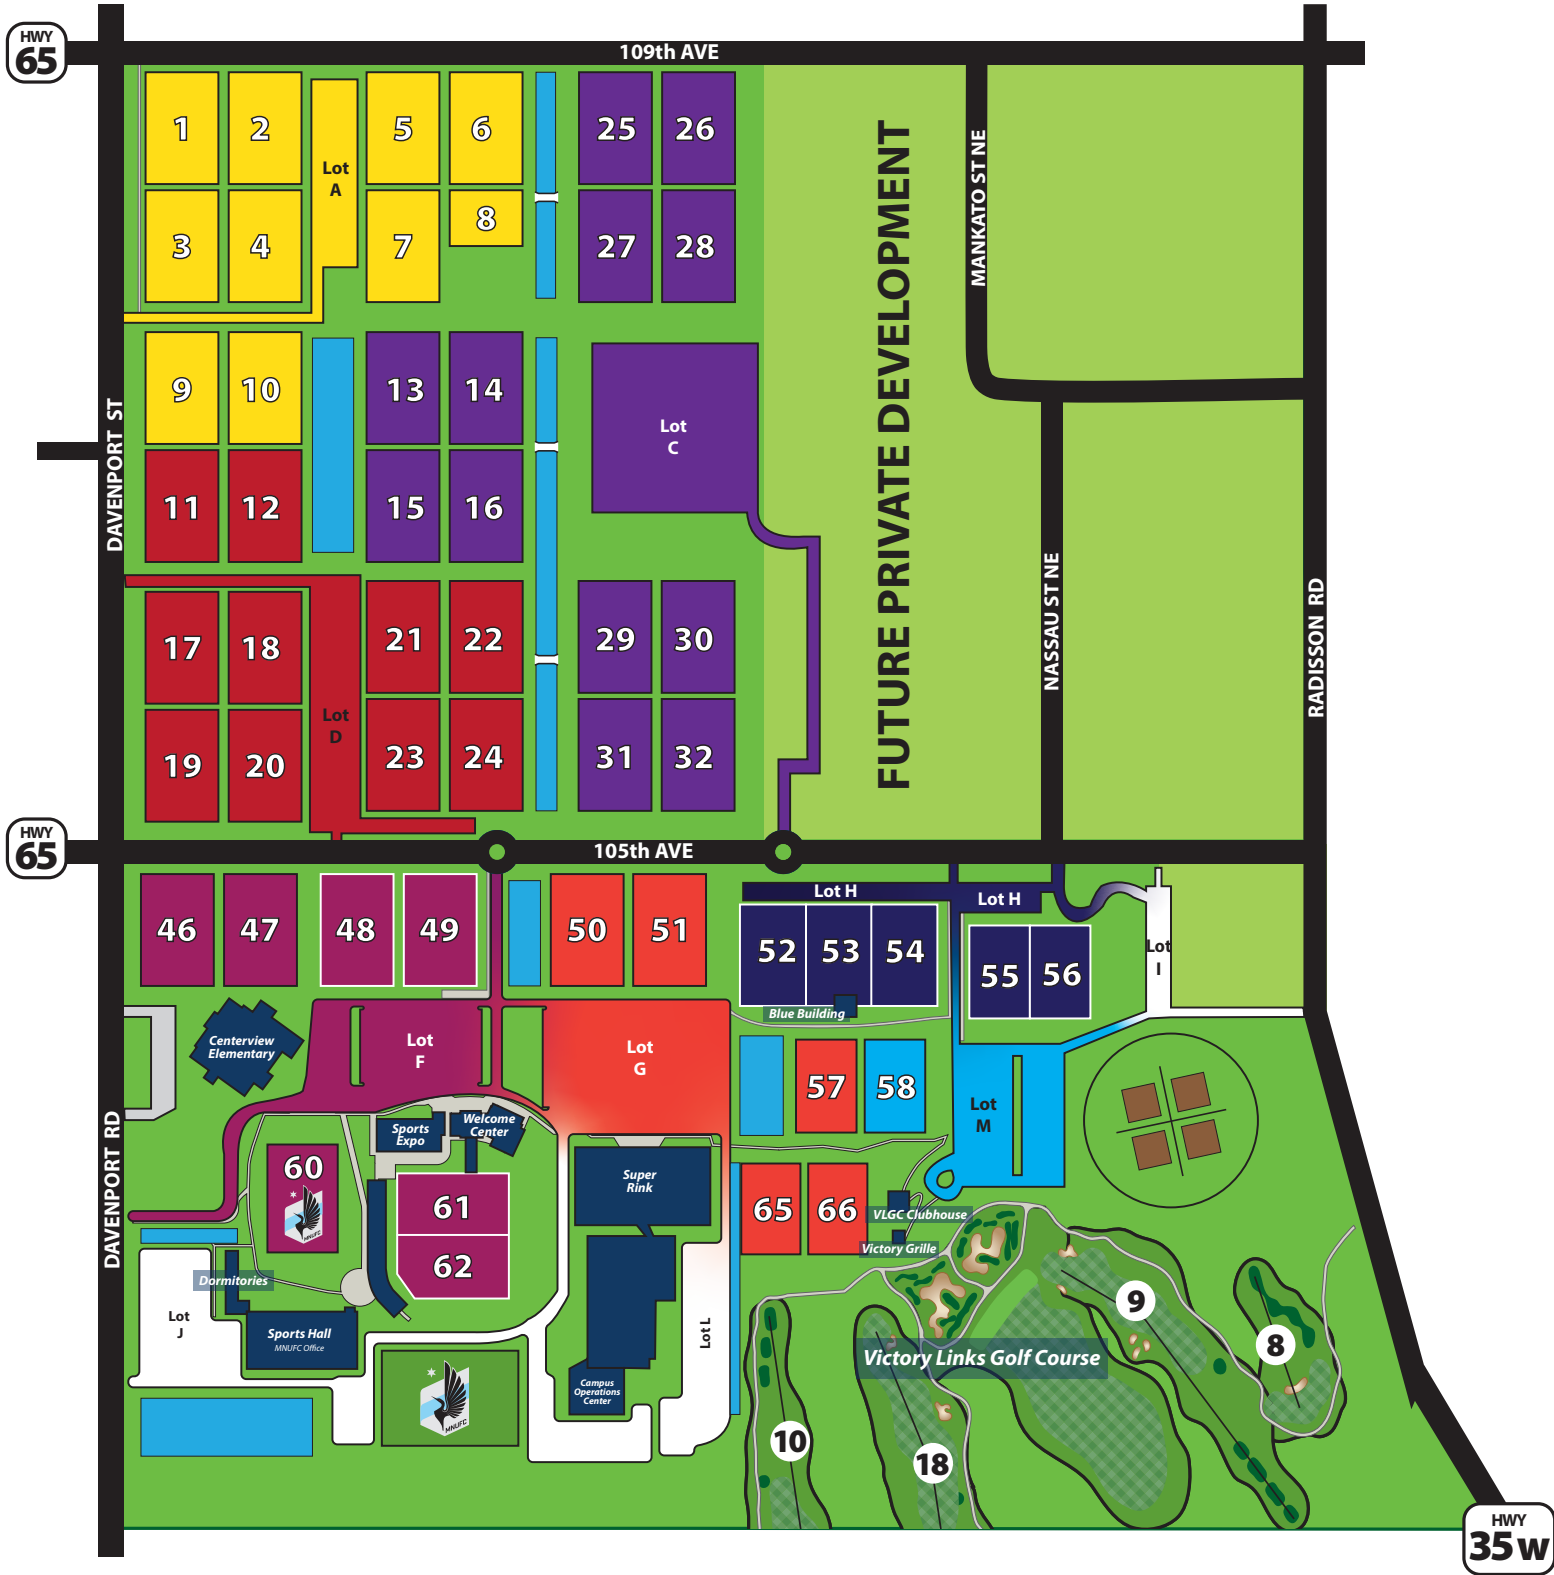 HWY
65
109th AVE
1
2
Lot
A
5
6
25
26
3
4
7
8
27
28
MANKATO ST NE
FUTURE PRIVATE DEVELOPMENT
9
10
13
14
Lot
C
DAVENPORT ST
11
12
15
16
NASSAU ST NE
RADISSON RD
17
18
21
22
29
30
Lot
D
19
20
23
24
31
32
HWY
65
105th AVE
46
47
48
49
50
51
Lot H
Lot H
52
53
54
55
56
Lot
I
Blue Building
Centerview
Elementary
Lot
F
Lot
G
57
58
Lot
M
DAVENPORT RD
Sports
Expo
Welcome
Center
60
MNUFC
61
62
Super
Rink
65
66
VLGC Clubhouse
Victory Grille
Dormitories
Lot
J
Sports Hall
MNUFC Office
Lot L
Campus
Operations
Center
MNUFC
Victory Links Golf Course
9
8
10
18
HWY
35W